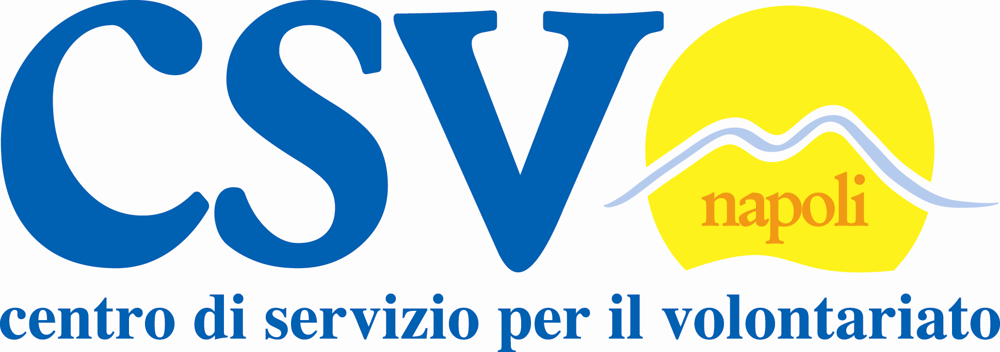 CSV
napoli
centro di servizio per il volontariato